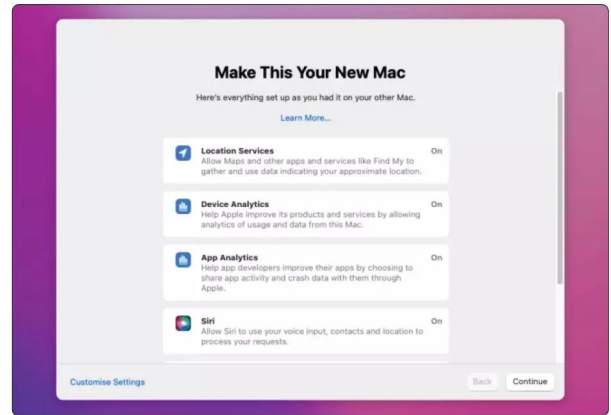 Make This Your New Mac
Here's everything set up as you had it on your other Mac.
Learn More...
Location Services
On
Allow Maps and other apps and services like Find My to
gather and use data indicating your approximate location.
Device Analytics
On
Help Apple improve its products and services by allowing
analytics of usage and data from this Mac.
App Analytics
On
Help app developers improve their apps by choosing to
share app activity and crash data with them through
Apple.
Siri
On
Allow Siri to use your voice input, contacts and location to
process your requests.
Customise Settings
Back
Continue